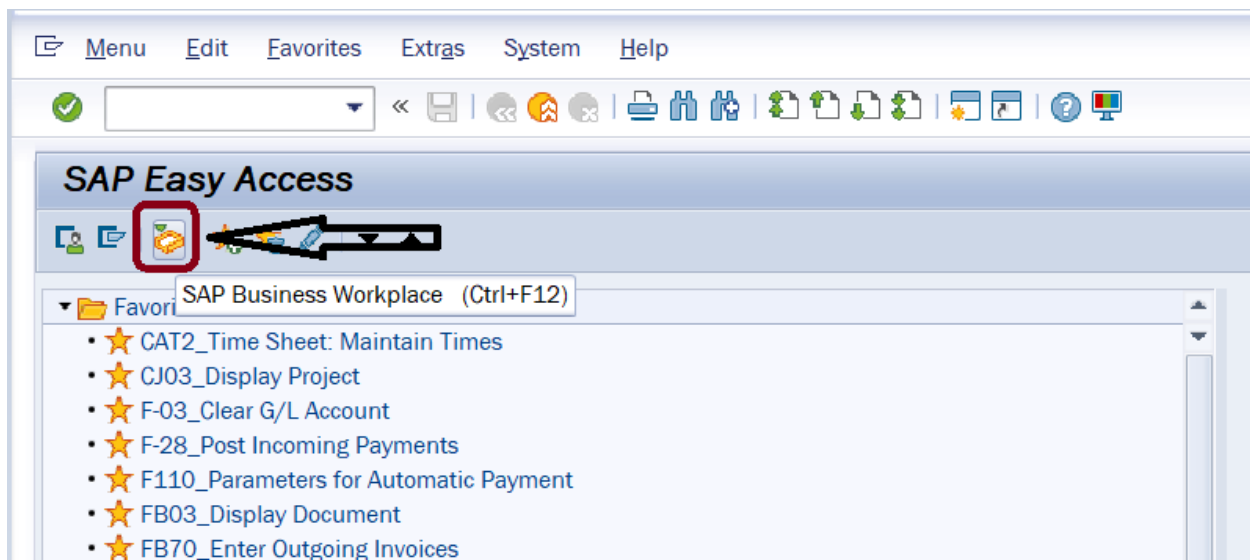 Menu Edit Favorites Extras System Help
SAP Easy Access
SAP Business Workplace (Ctrl+F12)
Favori
CAT2_Time Sheet: Maintain Times
CJ03_Display Project
F-03_Clear G/L Account
F-28_Post Incoming Payments
F110_Parameters for Automatic Payment
FB03_Display Document
FB70_Enter Outgoing Invoices